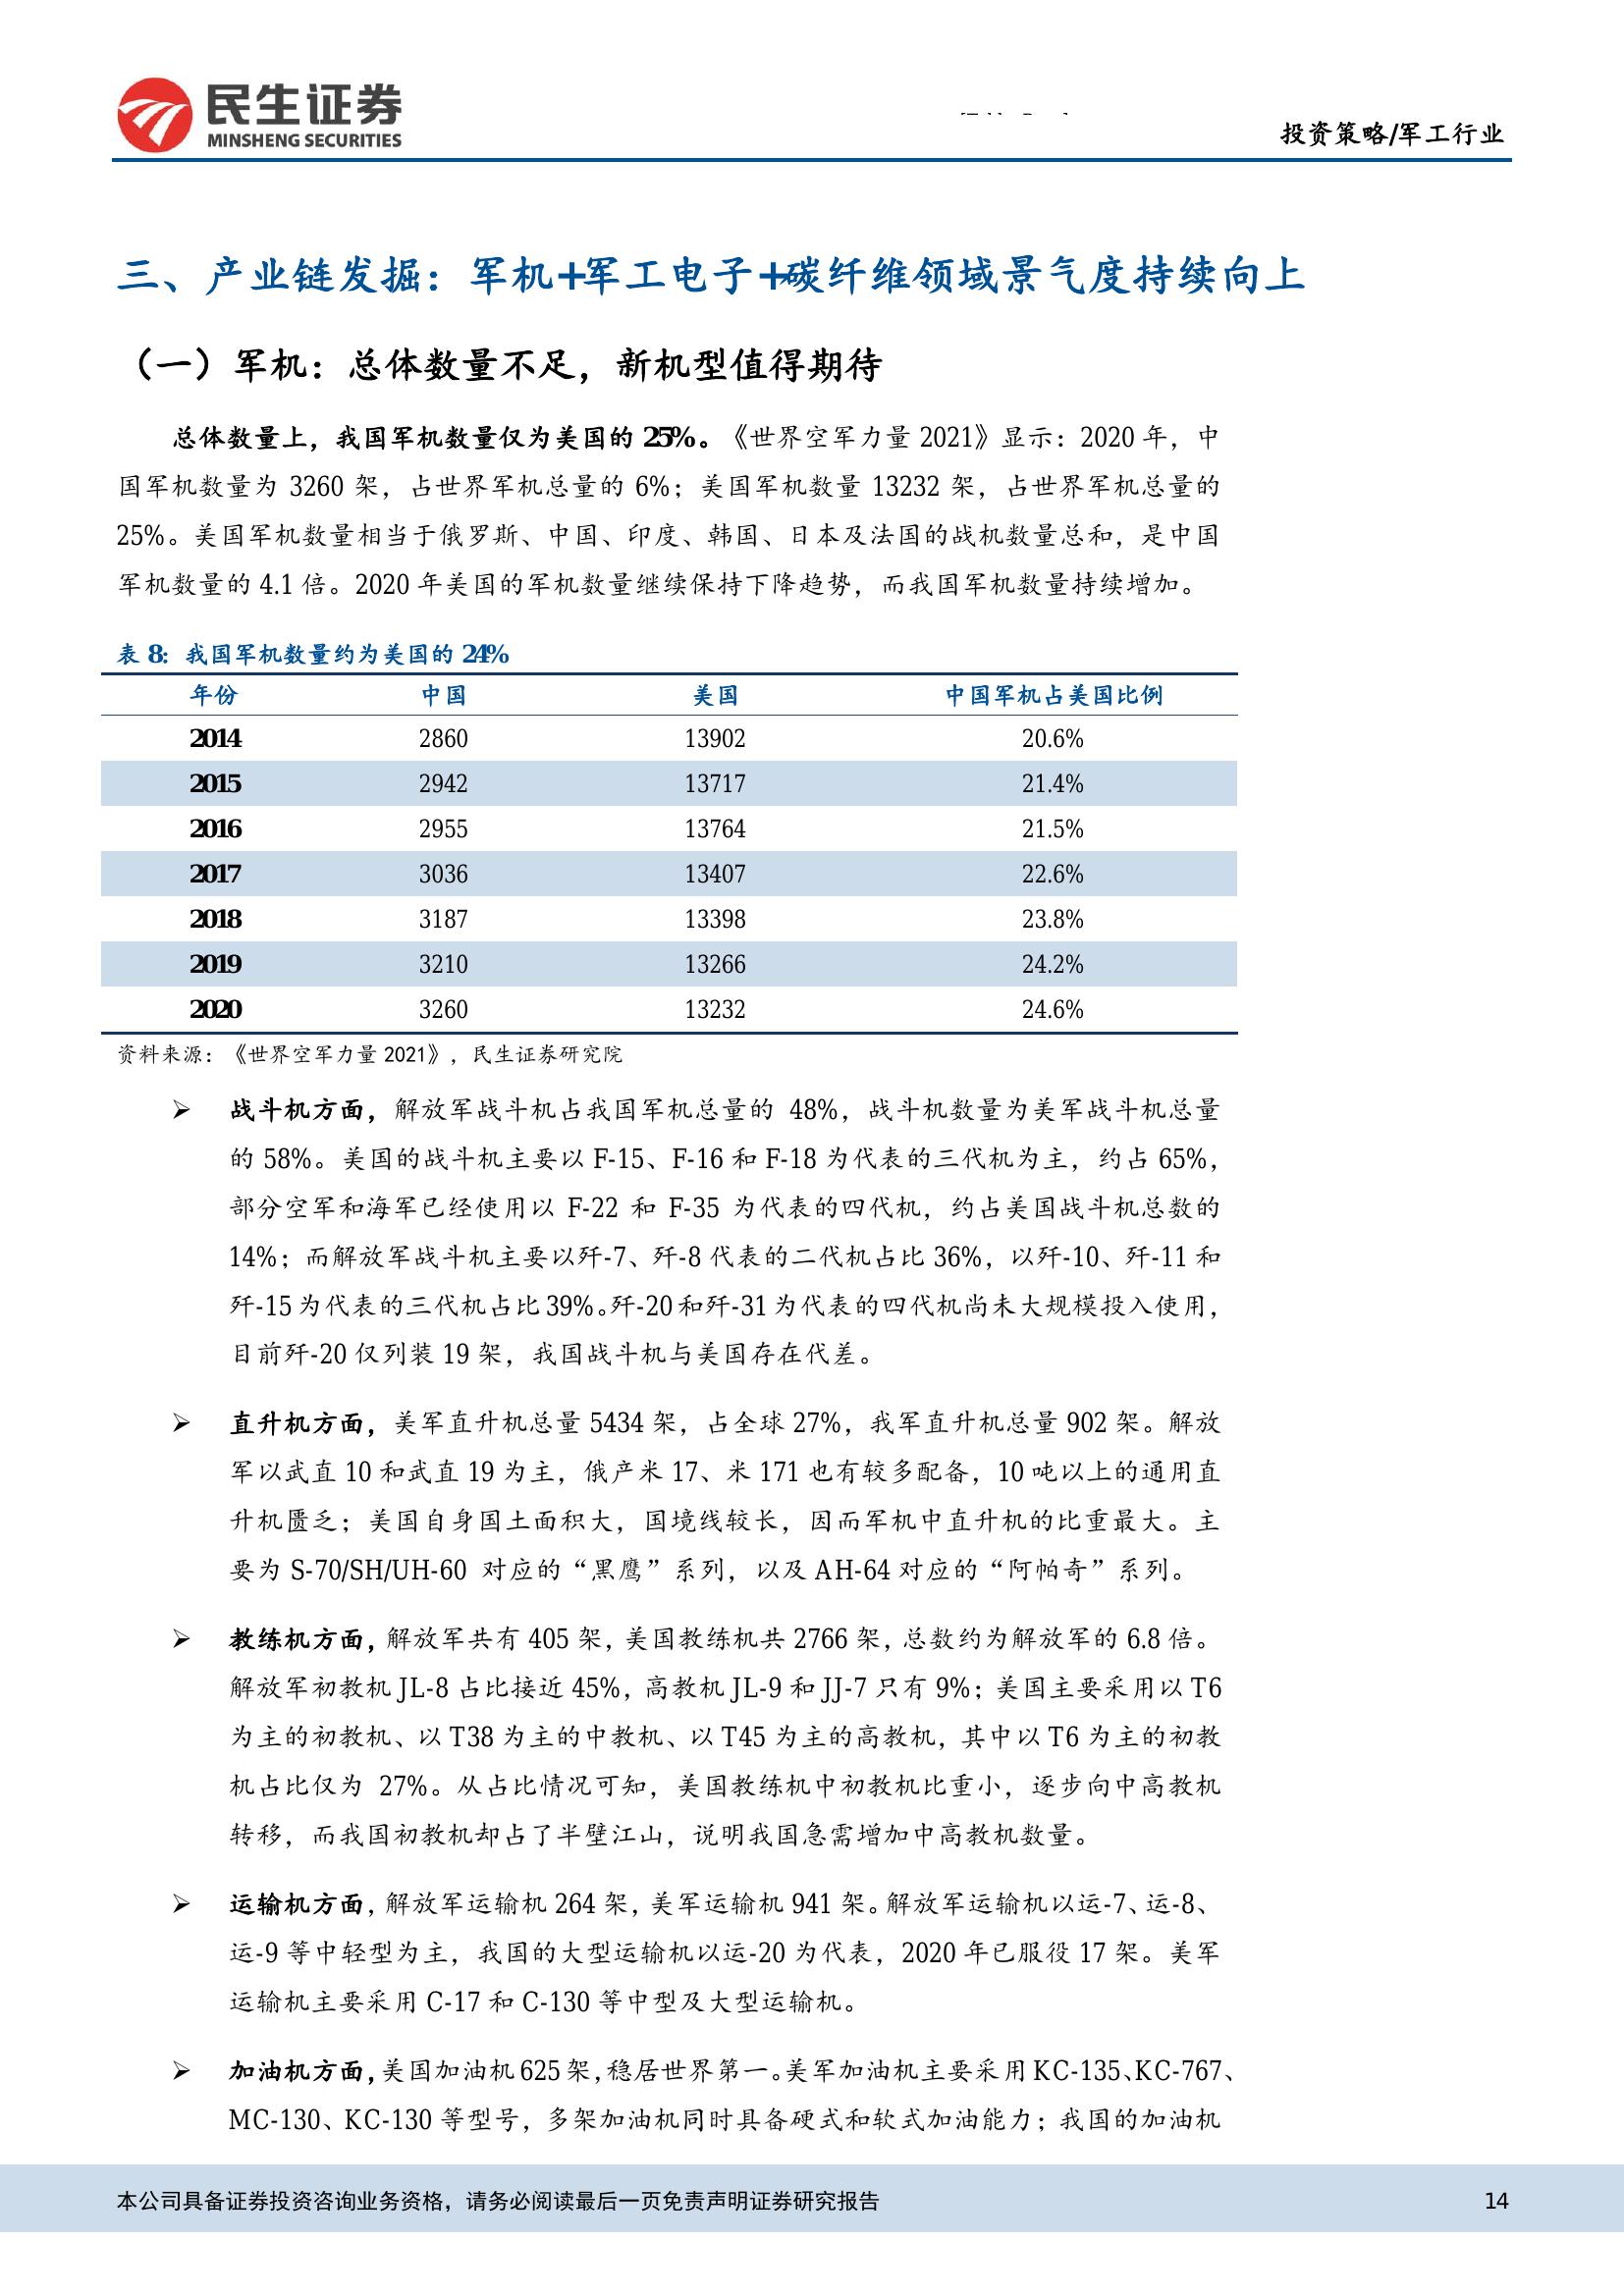 民生证券
MINSHENG SECURITIES
投资策略/军工行业
三、产业链发掘：军机+军工电子+碳纤维领域景气度持续向上
（一）军机：总体数量不足，新机型值得期待
总体数量上，我国军机数量仅为美国的 25%。《世界空军力量 2021》显示：2020 年，中
国军机数量为 3260 架，占世界军机总量的 6%；美国军机数量 13232 架，占世界军机总量的
25%。美国军机数量相当于俄罗斯、中国、印度、韩国、日本及法国的战机数量总和，是中国
军机数量的 4.1 倍。2020 年美国的军机数量继续保持下降趋势，而我国军机数量持续增加。
表 8：我国军机数量约为美国的 24%
年份 中国 美国 中国军机占美国比例
2014 2860 13902 20.6%
2015 2942 13717 21.4%
2016 2955 13764 21.5%
2017 3036 13407 22.6%
2018 3187 13398 23.8%
2019 3210 13266 24.2%
2020 3260 13232 24.6%
资料来源：《世界空军力量 2021》，民生证券研究院
➢ 战斗机方面，解放军战斗机占我国军机总量的 48%，战斗机数量为美军战斗机总量
的 58%。美国的战斗机主要以 F-15、F-16 和 F-18 为代表的三代机为主，约占 65%，
部分空军和海军已经使用以 F-22 和 F-35 为代表的四代机，约占美国战斗机总数的
14%；而解放军战斗机主要以歼-7、歼-8 代表的二代机占比 36%，以歼-10、歼-11 和
歼-15 为代表的三代机占比 39%。歼-20 和歼-31 为代表的四代机尚未大规模投入使用，
目前歼-20 仅列装 19 架，我国战斗机与美国存在代差。
➢ 直升机方面，美军直升机总量 5434 架，占全球 27%，我军直升机总量 902 架。解放
军以武直 10 和武直 19 为主，俄产米 17、米 171 也有较多配备，10 吨以上的通用直
升机匮乏；美国自身国土面积大，国境线较长，因而军机中直升机的比重最大。主
要为 S-70/SH/UH-60 对应的“黑鹰”系列，以及 AH-64 对应的“阿帕奇”系列。
➢ 教练机方面，解放军共有 405 架，美国教练机共 2766 架，总数约为解放军的 6.8 倍。
解放军初教机 JL-8 占比接近 45%，高教机 JL-9 和 JJ-7 只有 9%；美国主要采用以 T6
为主的初教机、以 T38 为主的中教机、以 T45 为主的高教机，其中以 T6 为主的初教
机占比仅为 27%。从占比情况可知，美国教练机中初教机比重小，逐步向中高教机
转移，而我国初教机却占了半壁江山，说明我国急需增加中高教机数量。
➢ 运输机方面，解放军运输机 264 架，美军运输机 941 架。解放军运输机以运-7、运-8、
运-9 等中轻型为主，我国的大型运输机以运-20 为代表，2020 年已服役 17 架。美军
运输机主要采用 C-17 和 C-130 等中型及大型运输机。
➢ 加油机方面，美国加油机 625 架，稳居世界第一。美军加油机主要采用 KC-135、KC-767、
MC-130、KC-130 等型号，多架加油机同时具备硬式和软式加油能力；我国的加油机
本公司具备证券投资咨询业务资格，请务必阅读最后一页免责声明证券研究报告 14